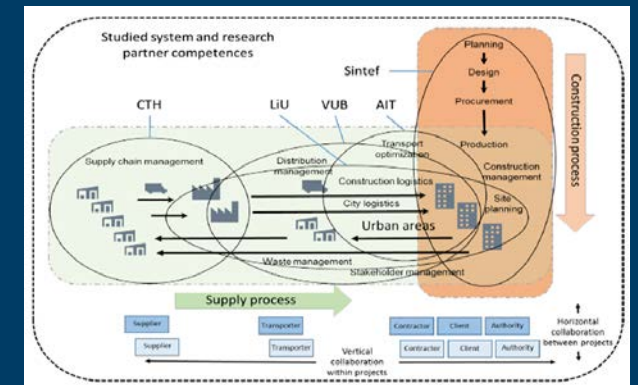 Studied system and research
partner competences
Planning
Design
Procurement
Production
Sintef
CTH
LiU
VUB
AIT
Construction process
Supply chain management
Distribution
management
Transport
optimization
Construction
management
Construction logistics
City logistics
Site
planning
Urban areas
Waste management
Stakeholder management
Supply process
Supplier
Transporter
Contractor
Client
Authority
Supplier
Transporter
Contractor
Client
Authority
Vertical
collaboration
within projects
Horizontal
collaboration
between projects